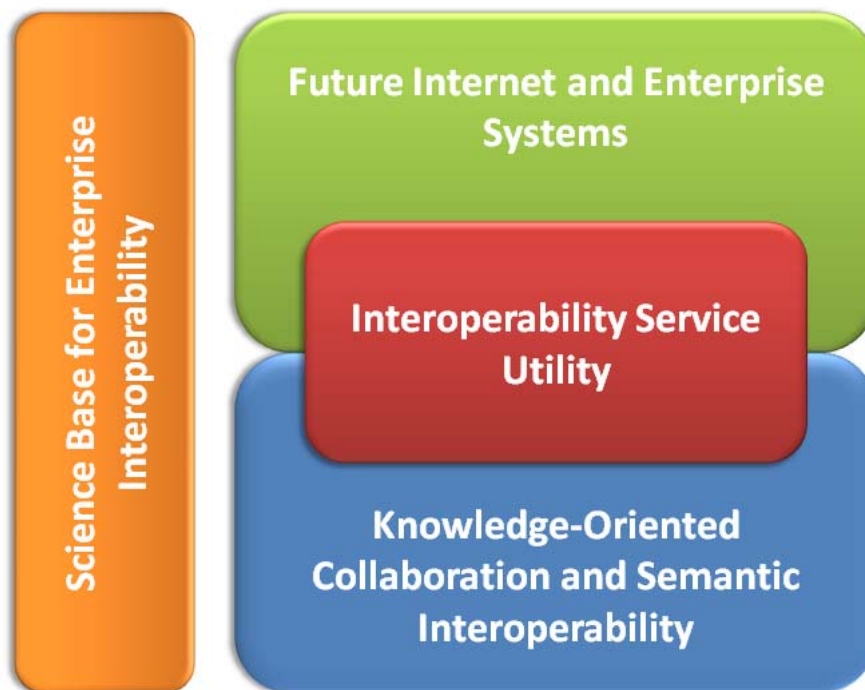 Science Base for Enterprise
Interoperability
Future Internet and Enterprise
Systems
Interoperability Service
Utility
Knowledge-Oriented
Collaboration and Semantic
Interoperability